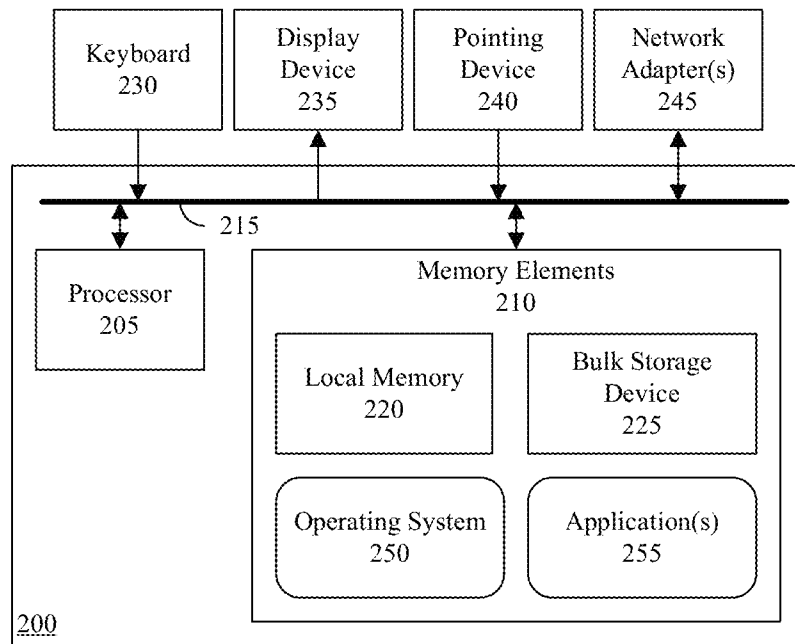 Keyboard
230
Display
Device
235
Pointing
Device
240
Network
Adapter(s)
245
215
Processor
205
Memory Elements
210
Local Memory
220
Bulk Storage
Device
225
Operating System
250
Application(s)
255
200